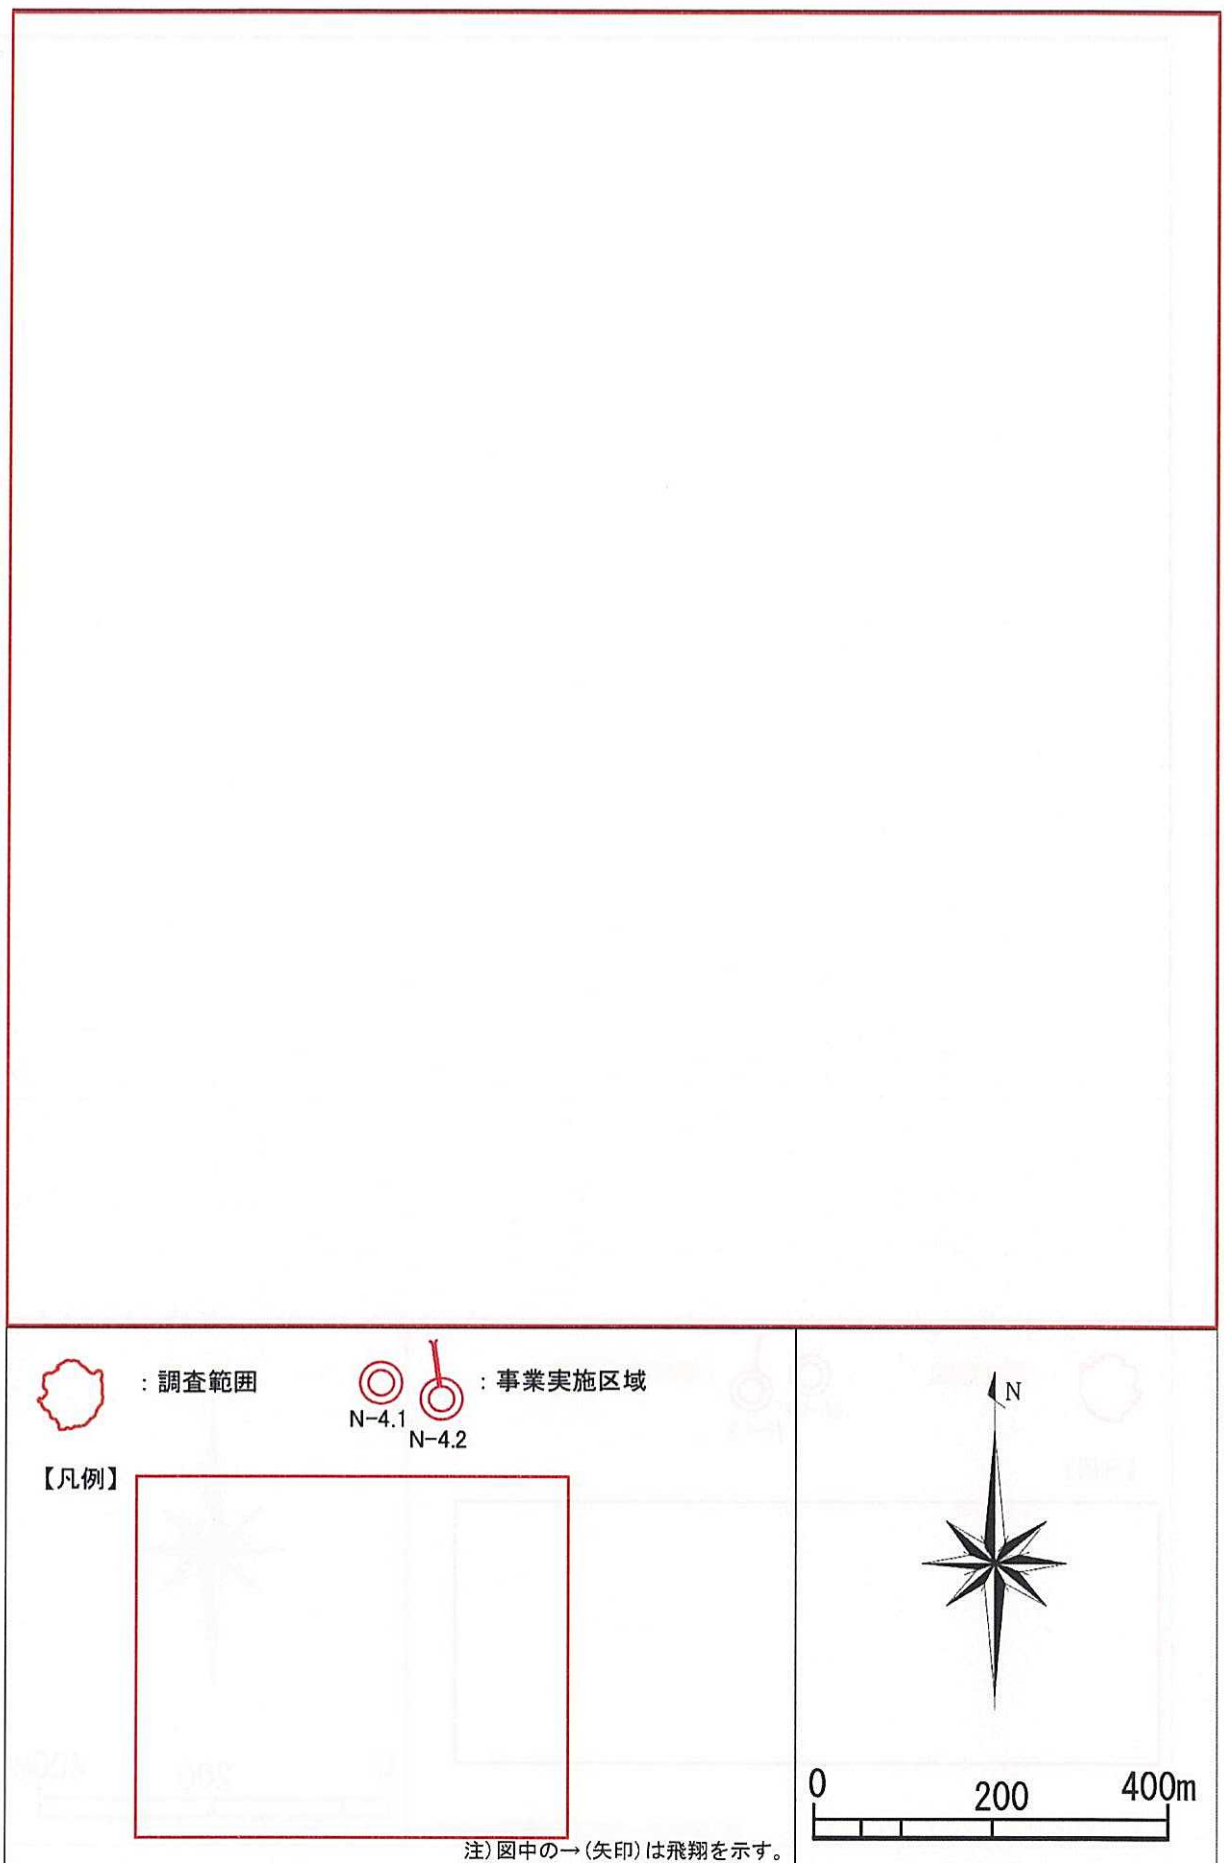 ：調査範囲
N-4.1
N-4.2
：事業実施区域
【凡例】
注)図中の→(矢印)は飛翔を示す。
N
0 200 400m